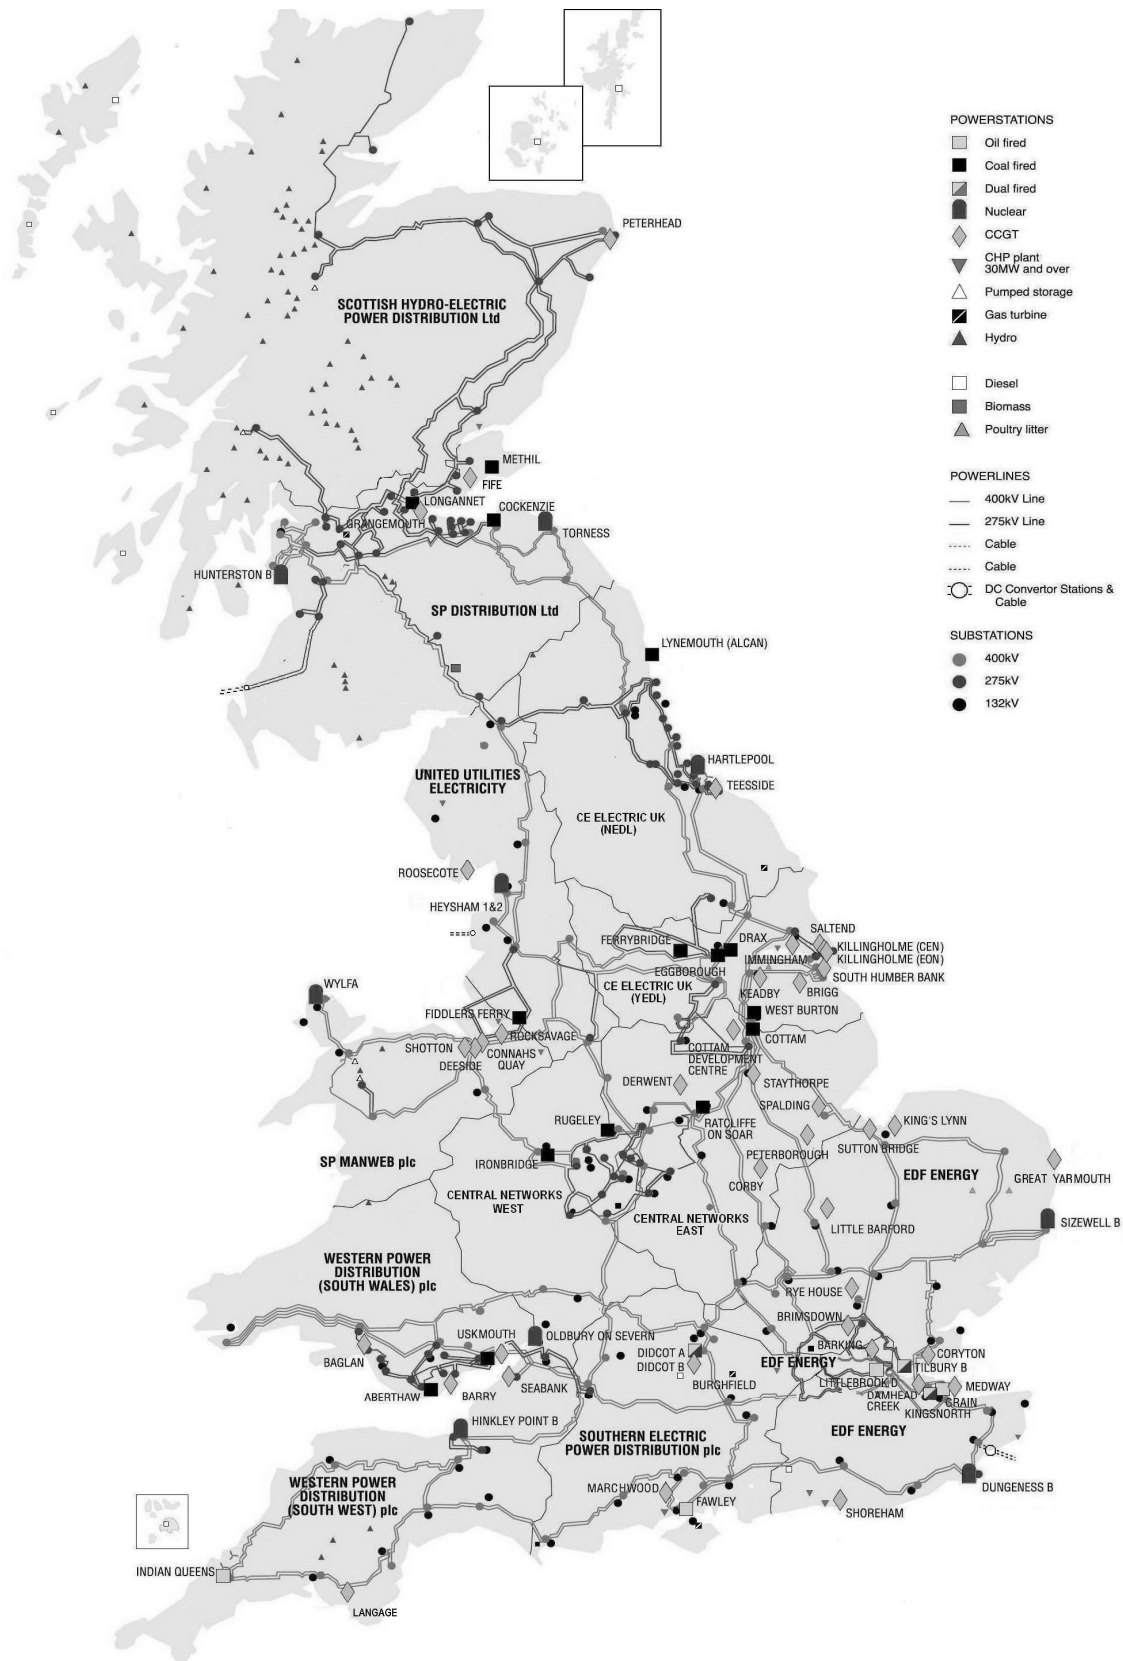 POWERSTATIONS
Oil fired
Coal fired
Dual fired
Nuclear
CCGT
CHP plant
30MW and over
Pumped storage
Gas turbine
Hydro
Diesel
Biomass
Poultry litter
POWERLINES
400kV Line
275kV Line
Cable
Cable
DC Convertor Stations &
Cable
SUBSTATIONS
400kV
275kV
132kV
PETERHEAD
SCOTTISH HYDRO-ELECTRIC
POWER DISTRIBUTION Ltd
METHIL
FIFE
LONGANNET
COCKENZIE
GRANGEMOUTH
TORNESS
HUNTERSTON B
SP DISTRIBUTION Ltd
LYNEMOUTH (ALCAN)
HARTLEPOOL
TEESSIDE
UNITED UTILITIES
ELECTRICITY
CE ELECTRIC UK
(NEDL)
ROOSECOTE
HEYSHAM 1&2
SALTEND
FERRYBRIDGE
DRAX
KILLINGHOLME (CEN)
IMMINGHAM
KILLINGHOLME (EON)
EGGBOROUGH
SOUTH HUMBER BANK
CE ELECTRIC UK
(YEDL)
KEADBY
BRIGG
WYLFA
FIDDLERS FERRY
WEST BURTON
ROCKSAVAGE
COTTAM
SHOTTON
CONNAHS
QUAY
DEESIDE
COTTAM
DEVELOPMENT
CENTRE
DERWENT
STAYTHORPE
SPALDING
RUGELEY
RATCLIFFE
ON SOAR
KING'S LYNN
SUTTON BRIDGE
PETERBOROUGH
SP MANWEB plc
IRONBRIDGE
EDF ENERGY
GREAT YARMOUTH
CORBY
CENTRAL NETWORKS
WEST
CENTRAL NETWORKS
EAST
LITTLE BARFORD
SIZEWELL B
WESTERN POWER
DISTRIBUTION
(SOUTH WALES) plc
RYE HOUSE
BRIMSDOWN
USKMOUTH
OLDBURY ON SEVERN
BARKING
DIDCOT A
CORYTON
BAGLAN
DIDCOT B
EDF ENERGY
TILBURY B
SEABANK
BURGHFIELD
LITTLEBROOK D
MEDWAY
ABERTHAW
BARRY
DAMHEAD
CREEK
GRAIN
KINGSNORTH
HINKLEY POINT B
SOUTHERN ELECTRIC
POWER DISTRIBUTION plc
EDF ENERGY
WESTERN POWER
DISTRIBUTION
(SOUTH WEST) plc
MARCHWOOD
DUNGENESS B
FAWLEY
SHOREHAM
INDIAN QUEENS
LANGAGE